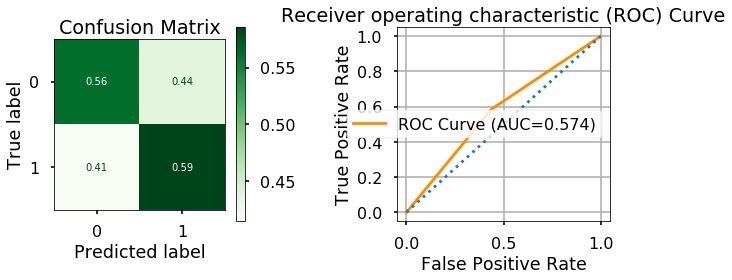 Confusion Matrix
True label
0
1
0.56
0.44
0.41
0.59
0
1
Predicted label
0.55
0.50
0.45
Receiver operating characteristic (ROC) Curve
True Positive Rate
1.0
0.8
0.6
0.4
0.2
0.0
ROC Curve (AUC=0.574)
0.0
0.5
1.0
False Positive Rate